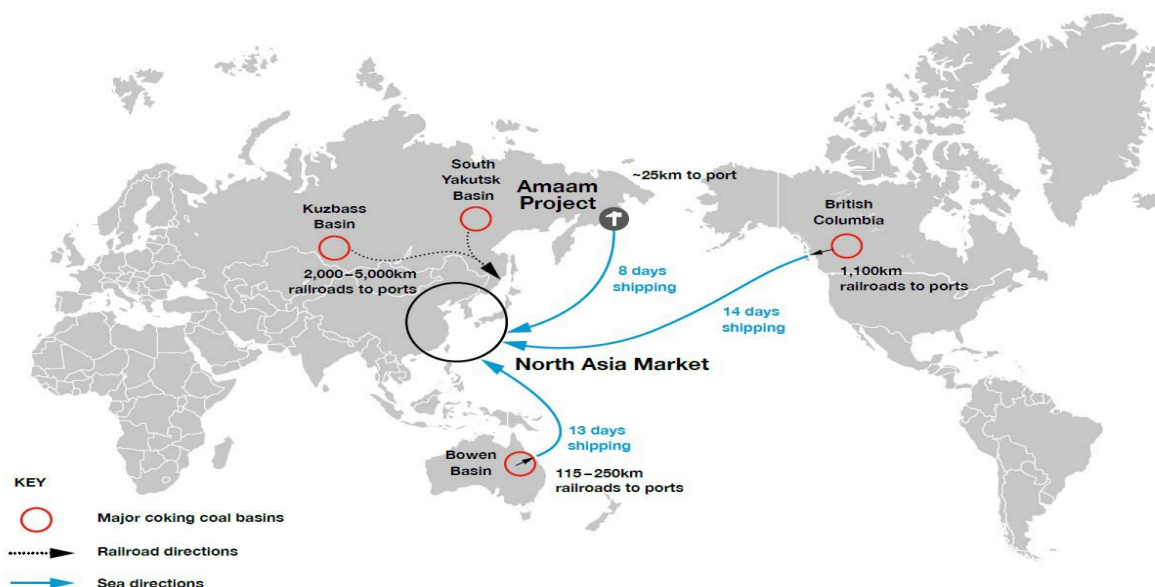 South
Yakutsk
Basin
Amaam
Project
~25km to port
Kuzbass
Basin
British
Columbia
2,000–5,000km
railroads to ports
8 days
shipping
1,100km
railroads to ports
14 days
shipping
North Asia Market
13 days
shipping
Bowen
Basin
115–250km
railroads to ports
KEY
Major coking coal basins
Railroad directions
Sea directions